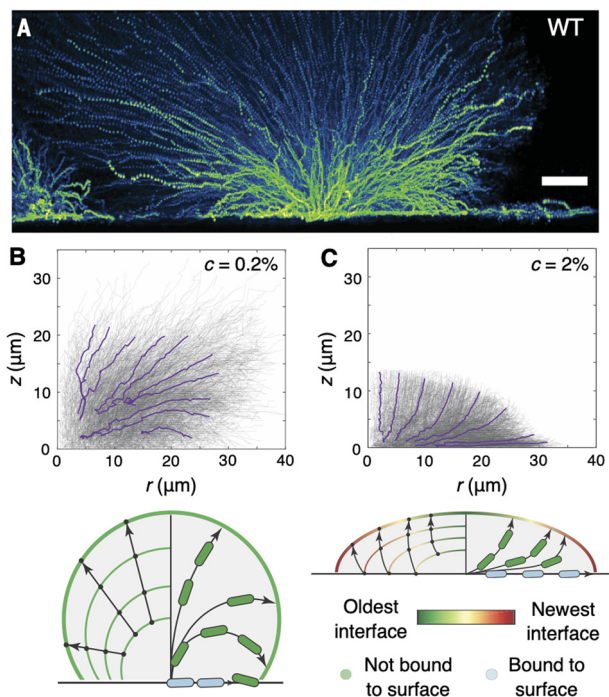 A
WT
B
c = 0.2%
30
20
10
0
z (μm)
0 10 20 30 40
r (μm)
C
c = 2%
30
20
10
0
z (μm)
0 10 20 30 40
r (μm)
Oldest interface
Newest interface
Not bound to surface
Bound to surface